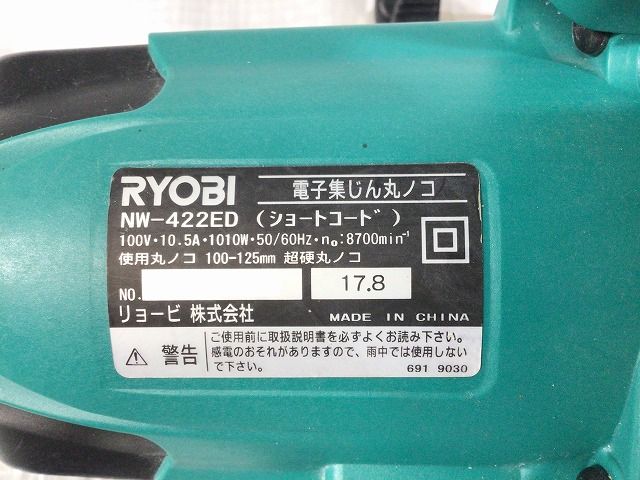 RYOBI 電子集じん丸ノコ
NW-422ED (ショートコード)
100V・10.5A・1010W・50/60Hz・n₀:8700min⁻¹
使用丸ノコ 100-125mm 超硬丸ノコ
NO. 17.8
リョービ 株式会社 MADE IN CHINA
警告
ご使用前に取扱説明書を必ずよくお読み下さい。
感電のおそれがありますので、雨中では使用しない
で下さい。 691 9030